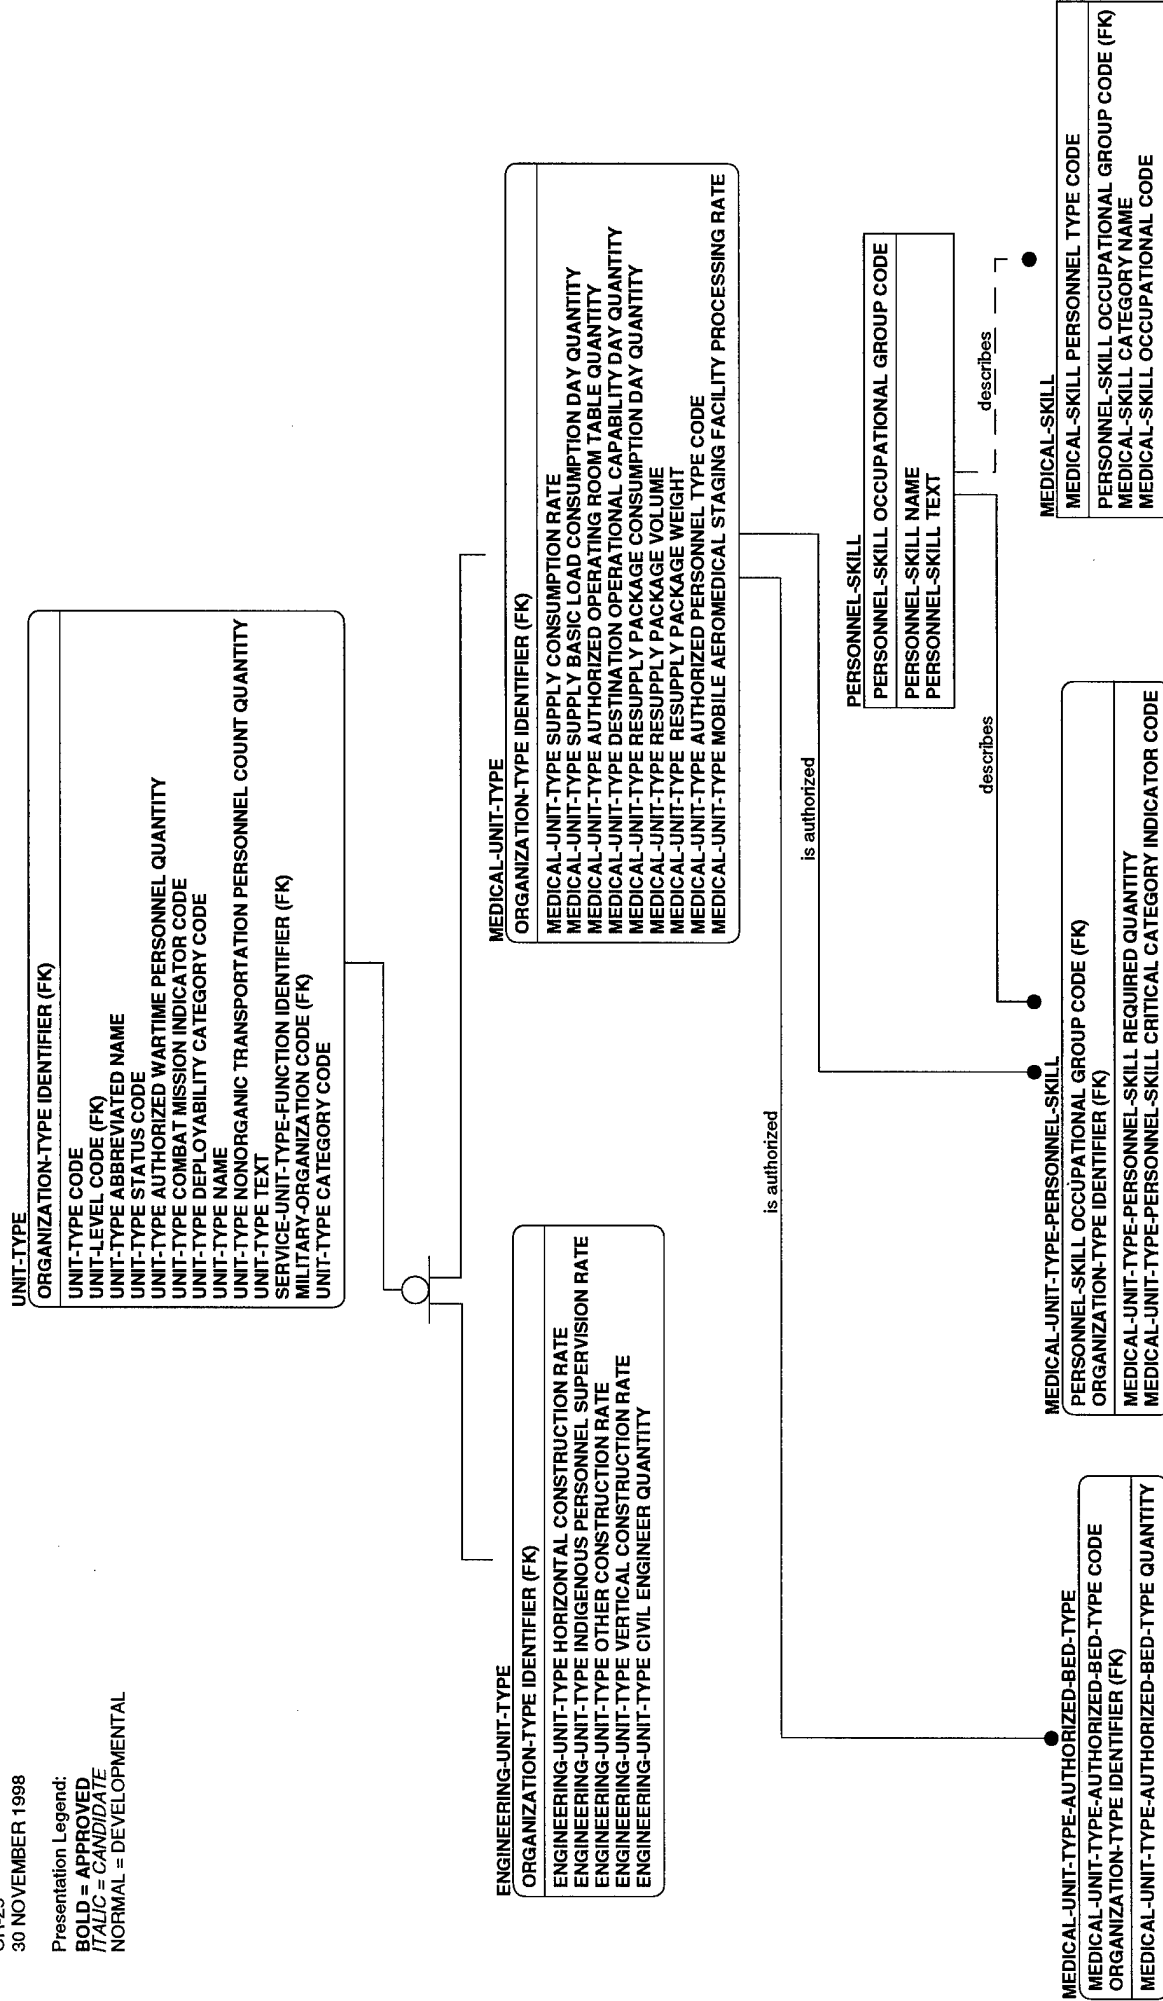 30 NOVEMBER 1998
Presentation Legend:
BOLD = APPROVED
ITALIC = CANDIDATE
NORMAL = DEVELOPMENTAL
UNIT-TYPE
ORGANIZATION-TYPE IDENTIFIER (FK)
UNIT-TYPE CODE
UNIT-LEVEL CODE (FK)
UNIT-TYPE ABBREVIATED NAME
UNIT-TYPE STATUS CODE
UNIT-TYPE AUTHORIZED WARTIME PERSONNEL QUANTITY
UNIT-TYPE COMBAT MISSION INDICATOR CODE
UNIT-TYPE DEPLOYABILITY CATEGORY CODE
UNIT-TYPE NAME
UNIT-TYPE NONORGANIC TRANSPORTATION PERSONNEL COUNT QUANTITY
UNIT-TYPE TEXT
SERVICE-UNIT-TYPE-FUNCTION IDENTIFIER (FK)
MILITARY-ORGANIZATION CODE (FK)
UNIT-TYPE CATEGORY CODE
ENGINEERING-UNIT-TYPE
ORGANIZATION-TYPE IDENTIFIER (FK)
ENGINEERING-UNIT-TYPE HORIZONTAL CONSTRUCTION RATE
ENGINEERING-UNIT-TYPE INDIGENOUS PERSONNEL SUPERVISION RATE
ENGINEERING-UNIT-TYPE OTHER CONSTRUCTION RATE
ENGINEERING-UNIT-TYPE VERTICAL CONSTRUCTION RATE
ENGINEERING-UNIT-TYPE CIVIL ENGINEER QUANTITY
MEDICAL-UNIT-TYPE
ORGANIZATION-TYPE IDENTIFIER (FK)
MEDICAL-UNIT-TYPE SUPPLY CONSUMPTION RATE
MEDICAL-UNIT-TYPE SUPPLY BASIC LOAD CONSUMPTION DAY QUANTITY
MEDICAL-UNIT-TYPE AUTHORIZED OPERATING ROOM TABLE QUANTITY
MEDICAL-UNIT-TYPE DESTINATION OPERATIONAL CAPABILITY DAY QUANTITY
MEDICAL-UNIT-TYPE RESUPPLY PACKAGE CONSUMPTION DAY QUANTITY
MEDICAL-UNIT-TYPE RESUPPLY PACKAGE VOLUME
MEDICAL-UNIT-TYPE RESUPPLY PACKAGE WEIGHT
MEDICAL-UNIT-TYPE AUTHORIZED PERSONNEL TYPE CODE
MEDICAL-UNIT-TYPE MOBILE AEROMEDICAL STAGING FACILITY PROCESSING RATE
is authorized
is authorized
PERSONNEL-SKILL
PERSONNEL-SKILL OCCUPATIONAL GROUP CODE
PERSONNEL-SKILL NAME
PERSONNEL-SKILL TEXT
describes
describes
MEDICAL-UNIT-TYPE-AUTHORIZED-BED-TYPE
MEDICAL-UNIT-TYPE-AUTHORIZED-BED-TYPE CODE
ORGANIZATION-TYPE IDENTIFIER (FK)
MEDICAL-UNIT-TYPE-AUTHORIZED-BED-TYPE QUANTITY
MEDICAL-UNIT-TYPE-PERSONNEL-SKILL
PERSONNEL-SKILL OCCUPATIONAL GROUP CODE (FK)
ORGANIZATION-TYPE IDENTIFIER (FK)
MEDICAL-UNIT-TYPE-PERSONNEL-SKILL REQUIRED QUANTITY
MEDICAL-UNIT-TYPE-PERSONNEL-SKILL CRITICAL CATEGORY INDICATOR CODE
MEDICAL-SKILL
MEDICAL-SKILL PERSONNEL TYPE CODE
PERSONNEL-SKILL OCCUPATIONAL GROUP CODE (FK)
MEDICAL-SKILL CATEGORY NAME
MEDICAL-SKILL OCCUPATIONAL CODE